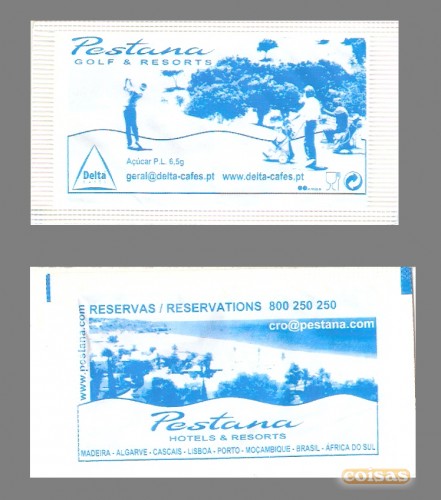 Pestana
GOLF & RESORTS
Açúcar P.L. 6,5g
Delta
geral@delta-cafes.pt www.delta-cafes.pt
RESERVAS / RESERVATIONS 800 250 250
cro@pestana.com
www.pestana.com
Pestana
HOTELS & RESORTS
MADEIRA - ALGARVE - CASCAIS - LISBOA - PORTO - MOÇAMBIQUE - BRASIL - ÁFRICA DO SUL
coisas